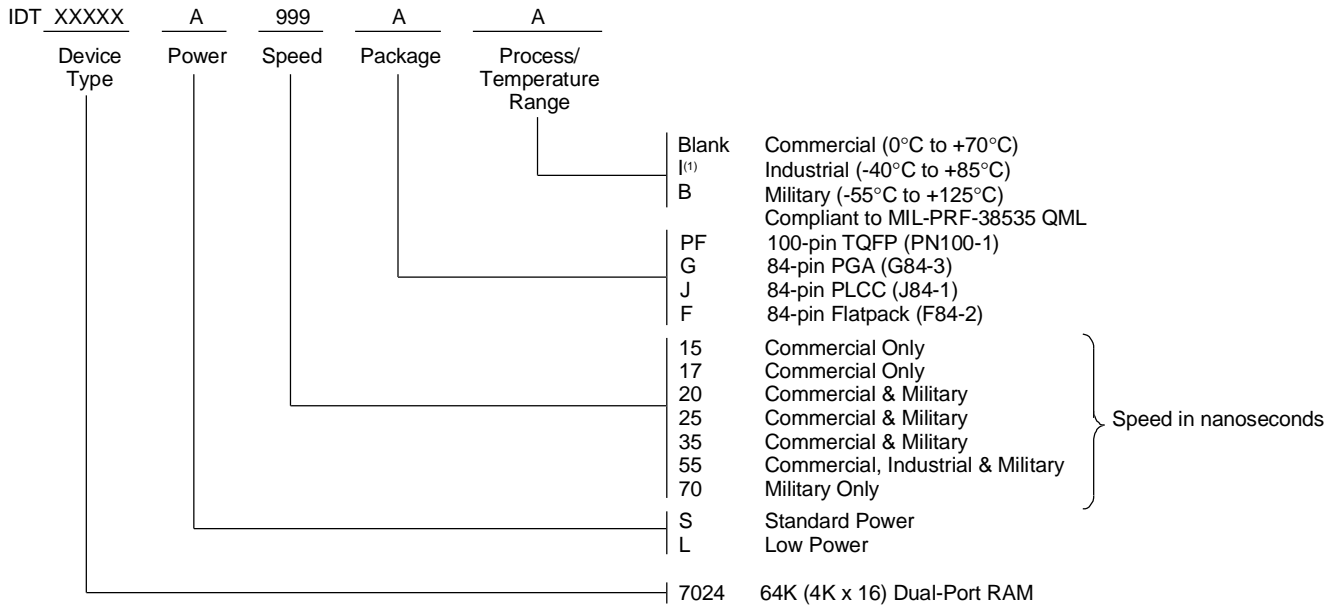 IDT XXXXX A 999 A A
Device Type Power Speed Package Process/ Temperature Range
Blank Commercial (0°C to +70°C)
I(1) Industrial (-40°C to +85°C)
B Military (-55°C to +125°C)
Compliant to MIL-PRF-38535 QML
PF 100-pin TQFP (PN100-1)
G 84-pin PGA (G84-3)
J 84-pin PLCC (J84-1)
F 84-pin Flatpack (F84-2)
15 Commercial Only
17 Commercial Only
20 Commercial & Military
25 Commercial & Military
35 Commercial & Military
55 Commercial, Industrial & Military
70 Military Only
Speed in nanoseconds
S Standard Power
L Low Power
7024 64K (4K x 16) Dual-Port RAM